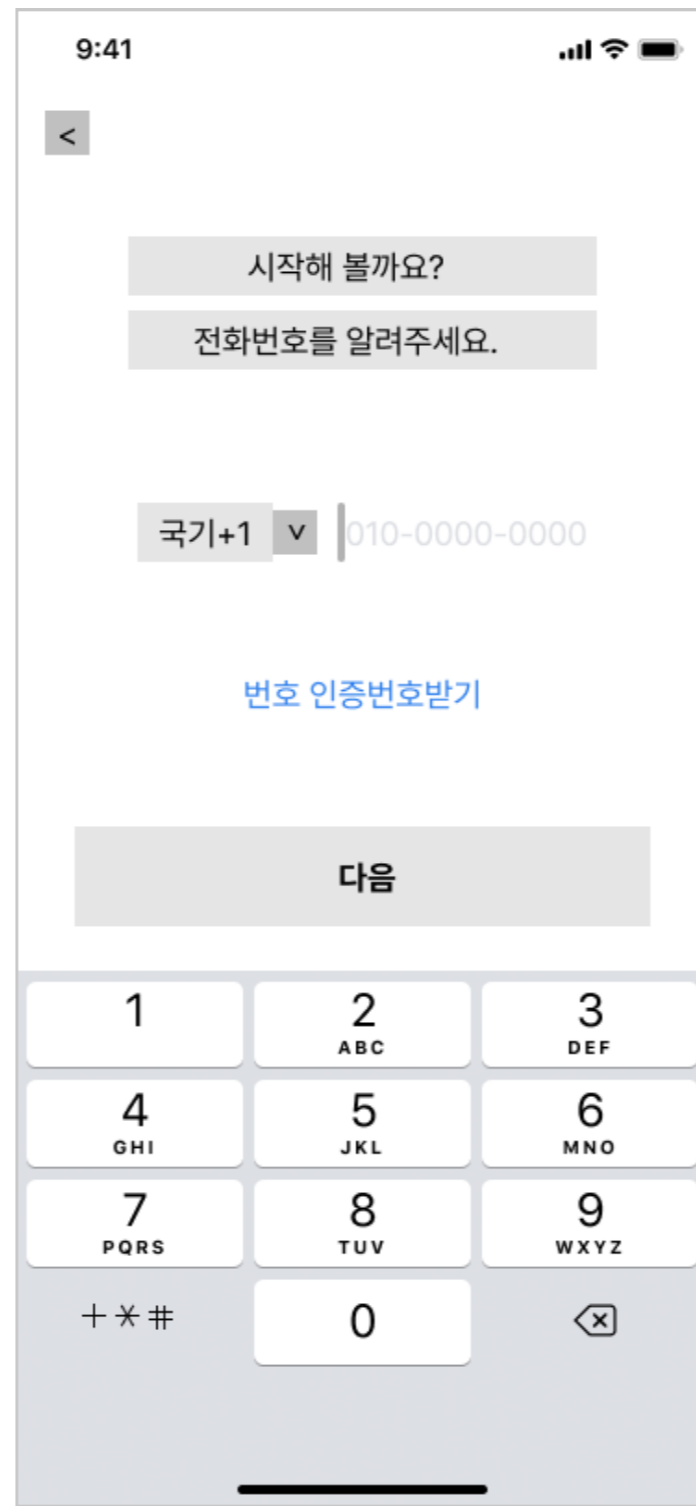 9:41
<
시작해 볼까요?
전화번호를 알려주세요.
국기+1 v 010-0000-0000
번호 인증번호받기
다음
1 2 3
ABC DEF
4 5 6
GHI JKL MNO
7 8 9
PQRS TUV WXYZ
+*# 0